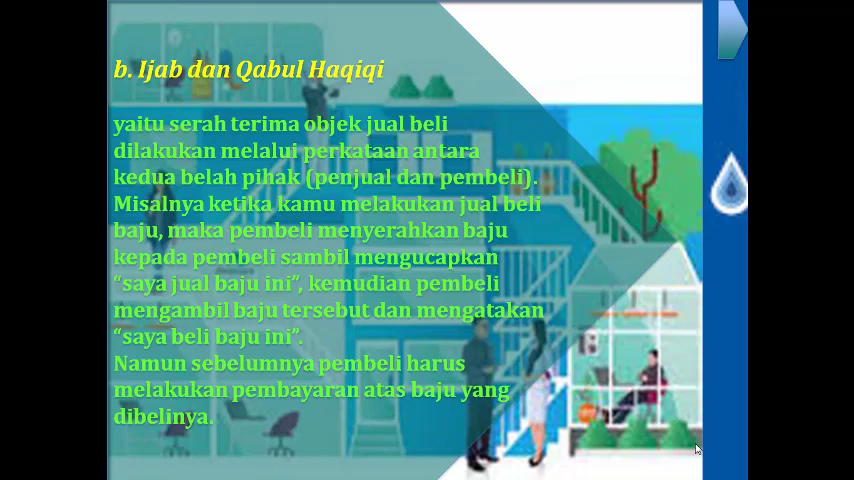 b. Ijab dan Qabul Haqiqi
yaitu serah terima objek jual beli
dilakukan melalui perkataan antara
kedua belah pihak (penjual dan pembeli).
Misalnya ketika kamu melakukan jual beli
baju, maka pembeli menyerahkan baju
kepada pembeli sambil mengucapkan
“saya jual baju ini”, kemudian pembeli
mengambil baju tersebut dan mengatakan
“saya beli baju ini”.
Namun sebelumnya pembeli harus
melakukan pembayaran atas baju yang
dibelinya.